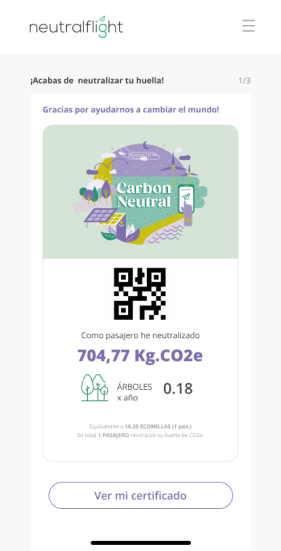 neutralflight
¡Acabas de neutralizar tu huella!
1/3
Gracias por ayudarnos a cambiar el mundo!
Carbon
Neutral
Como pasajero he neutralizado
704,77 Kg.CO2e
ÁRBOLES
x año
0.18
Equivalente a 18.20 ECOMILLAS (1 pax.)
En total 1 PASAJERO neutralizó su huella de CO2e
Ver mi certificado